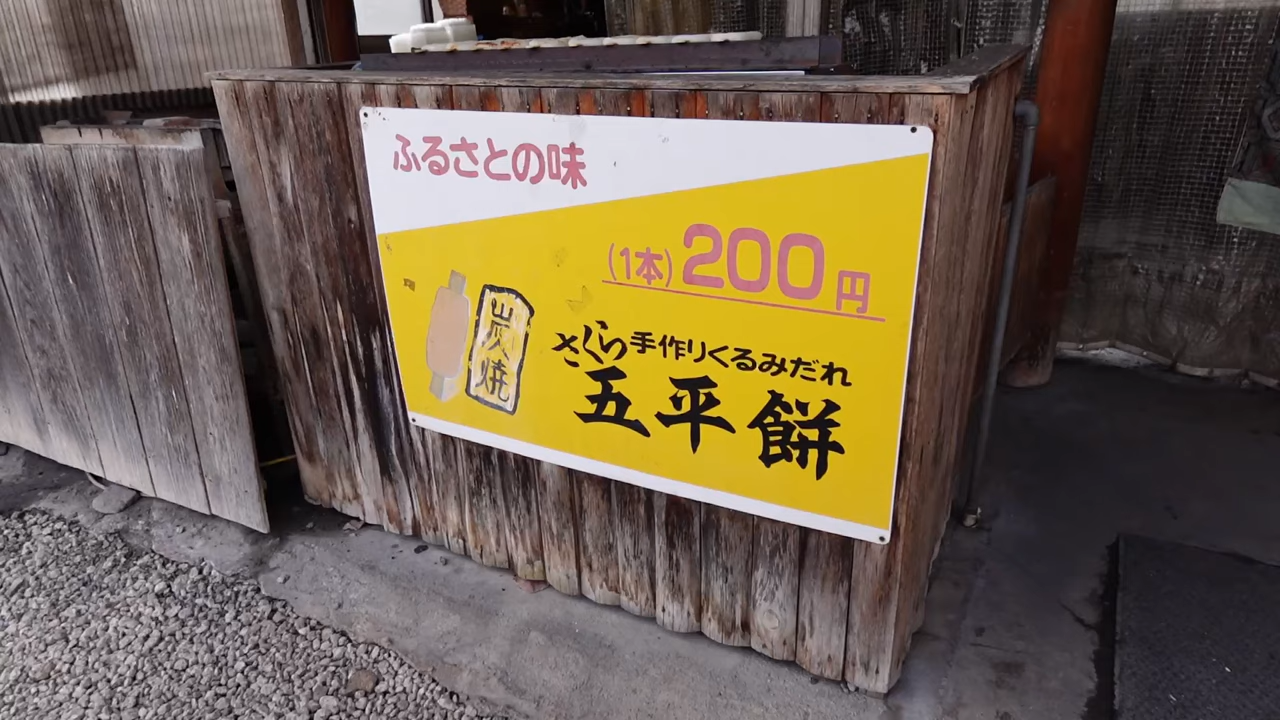 ふるさとの味
(1本)200円
炭焼
さくら手作りくるみだれ
五平餅